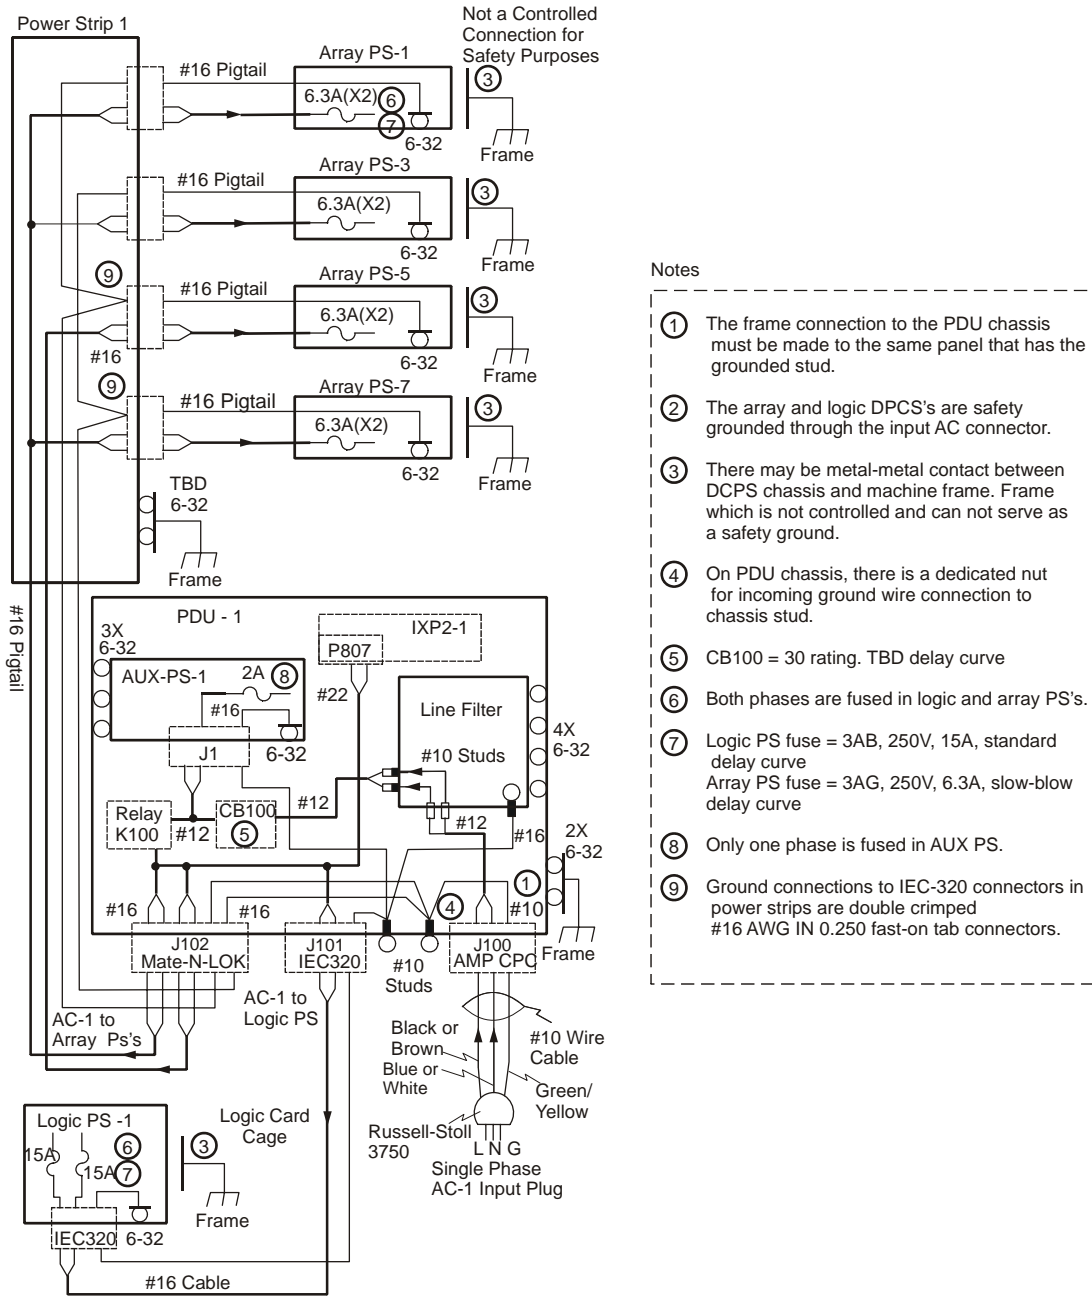 Power Strip 1
Not a Controlled
Connection for
Safety Purposes
Array PS-1
#16 Pigtail
3
6.3A(X2)
6
7
6-32
Frame
Array PS-3
#16 Pigtail
3
6.3A(X2)
6-32
Frame
9
Array PS-5
#16 Pigtail
3
6.3A(X2)
#16
6-32
Frame
9
Array PS-7
#16 Pigtail
3
6.3A(X2)
6-32
Frame
TBD
6-32
Frame
#16 Pigtail
PDU - 1
3X
6-32
AUX-PS-1
2A
8
#16
J1
6-32
IXP2-1
P807
#22
Line Filter
#10 Studs
4X
6-32
Relay
K100
#12
CB100
5
#12
#12
#16
2X
6-32
#16
#16
4
1
#10
J102
Mate-N-LOK
J101
IEC320
#10
Studs
J100
AMP CPC
Frame
AC-1 to
Array Ps's
AC-1 to
Logic PS
Black or
Brown
Blue or
White
#10 Wire
Cable
Green/
Yellow
Russell-Stoll
3750
L N G
Single Phase
AC-1 Input Plug
Logic PS -1
15A
15A
6
7
Logic Card
Cage
3
Frame
IEC320
6-32
#16 Cable
Notes
1 The frame connection to the PDU chassis
must be made to the same panel that has the
grounded stud.
2 The array and logic DPCS's are safety
grounded through the input AC connector.
3 There may be metal-metal contact between
DCPS chassis and machine frame. Frame
which is not controlled and can not serve as
a safety ground.
4 On PDU chassis, there is a dedicated nut
for incoming ground wire connection to
chassis stud.
5 CB100 = 30 rating. TBD delay curve
6 Both phases are fused in logic and array PS's.
7 Logic PS fuse = 3AB, 250V, 15A, standard
delay curve
Array PS fuse = 3AG, 250V, 6.3A, slow-blow
delay curve
8 Only one phase is fused in AUX PS.
9 Ground connections to IEC-320 connectors in
power strips are double crimped
#16 AWG IN 0.250 fast-on tab connectors.